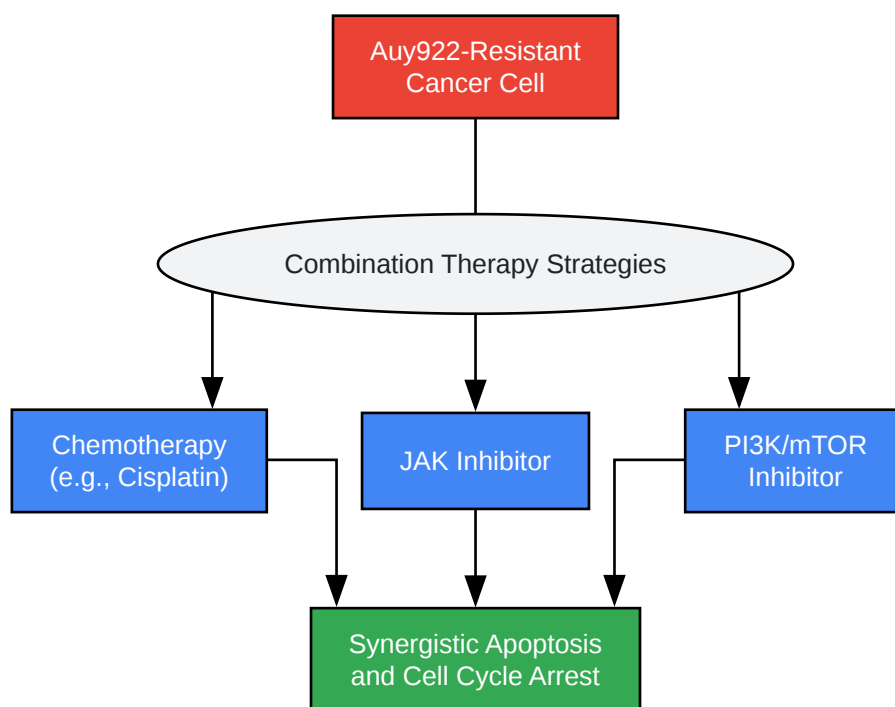 Auy922-Resistant
Cancer Cell
Combination Therapy Strategies
Chemotherapy
(e.g., Cisplatin)
JAK Inhibitor
PI3K/mTOR
Inhibitor
Synergistic Apoptosis
and Cell Cycle Arrest